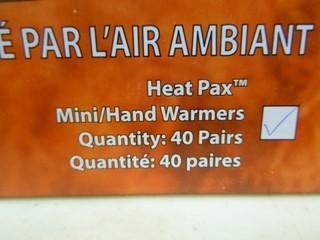 É PAR L'AIR AMBIANT
Heat Pax™
Mini/Hand Warmers
Quantity: 40 Pairs
Quantité: 40 paires